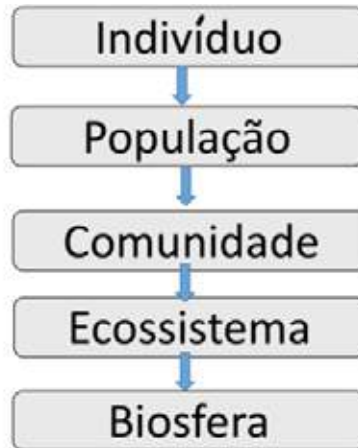 Indivíduo
População
Comunidade
Ecossistema
Biosfera